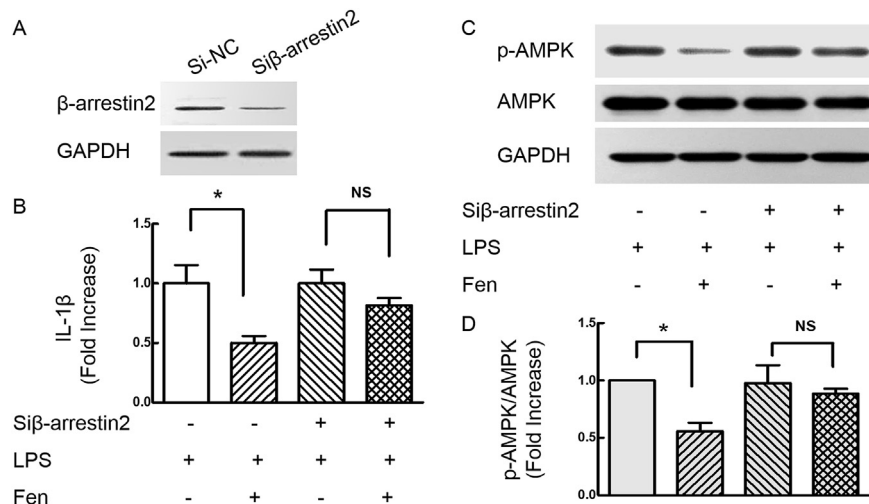 A
Si-NC Siβ-arrestin2
β-arrestin2
GAPDH
B
* NS
IL-1β
(Fold Increase)
1.5
1.0
0.5
0.0
Siβ-arrestin2 - - + +
LPS + + + +
Fen - + - +
C
p-AMPK
AMPK
GAPDH
Siβ-arrestin2 - - + +
LPS + + + +
Fen - + - +
D
* NS
p-AMPK/AMPK
(Fold Increase)
1.5
1.0
0.5
0.0